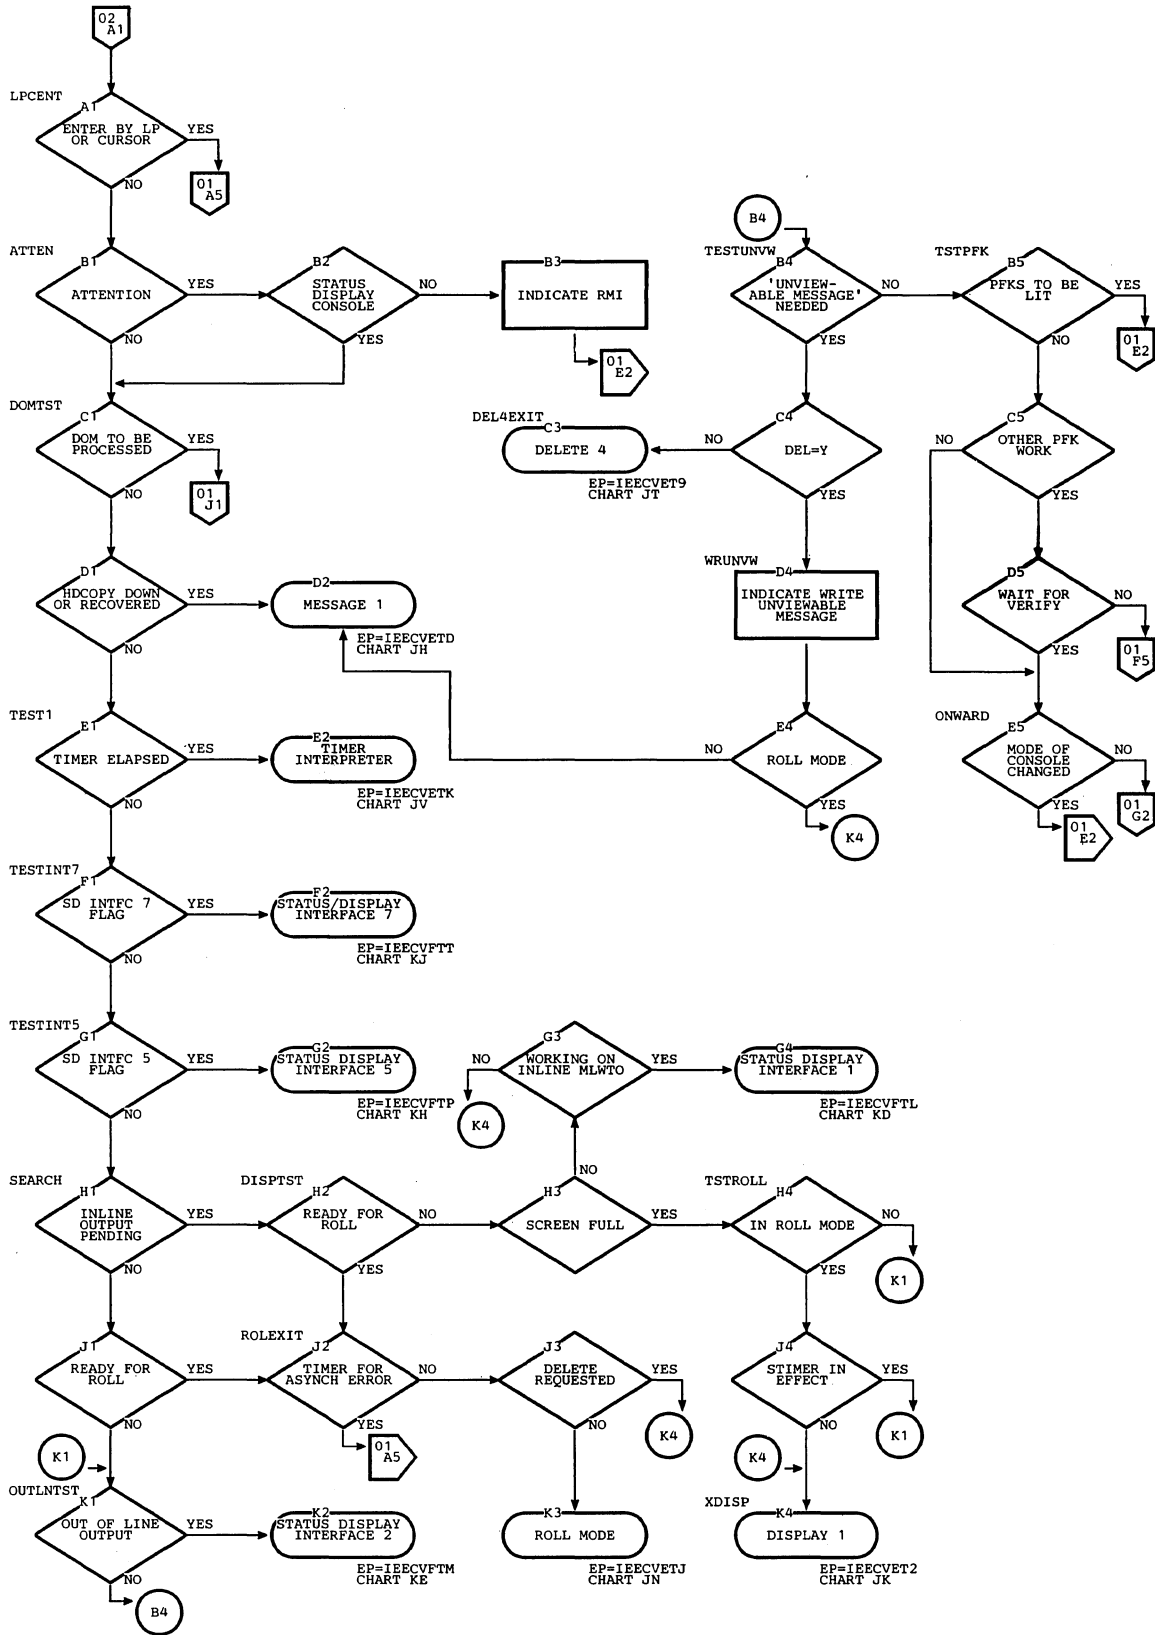 02
A1
LPCENT
A1
ENTER BY LP
OR CURSOR
YES
NO
01
A5
ATTEN
B1
ATTENTION
YES
NO
B2
STATUS
DISPLAY
CONSOLE
NO
YES
B3
INDICATE RMI
01
E2
B4
TESTUNVW
B4
'UNVIEW-
ABLE MESSAGE'
NEEDED
NO
YES
TSTPFK
B5
PFKS TO BE
LIT
YES
NO
01
E2
DOMTST
C1
DOM TO BE
PROCESSED
YES
NO
01
J1
DEL4EXIT
C3
DELETE 4
EP=IEECVET9
CHART JT
C4
DEL=Y
NO
YES
C5
OTHER PFK
WORK
NO
YES
D1
HDCOPY DOWN
OR RECOVERED
YES
NO
D2
MESSAGE 1
EP=IEECVETD
CHART JH
WRUNVW
D4
INDICATE WRITE
UNVIEWABLE
MESSAGE
D5
WAIT FOR
VERIFY
NO
YES
01
F5
TEST1
E1
TIMER ELAPSED
YES
NO
E2
TIMER
INTERPRETER
EP=IEECVETK
CHART JV
E4
ROLL MODE
NO
YES
K4
ONWARD
E5
MODE OF
CONSOLE
CHANGED
NO
YES
01
G2
01
E2
TESTINT7
F1
SD INTFC 7
FLAG
YES
NO
F2
STATUS/DISPLAY
INTERFACE 7
EP=IEECVFTT
CHART KJ
TESTINT5
G1
SD INTFC 5
FLAG
YES
NO
G2
STATUS DISPLAY
INTERFACE 5
EP=IEECVFTP
CHART KH
G3
WORKING ON
INLINE MLWTO
NO
YES
K4
G4
STATUS DISPLAY
INTERFACE 1
EP=IEECVFTL
CHART KD
SEARCH
H1
INLINE
OUTPUT
PENDING
YES
NO
DISPTST
H2
READY FOR
ROLL
NO
YES
H3
SCREEN FULL
NO
YES
TSTROLL
H4
IN ROLL MODE
NO
YES
K1
J1
READY FOR
ROLL
YES
NO
ROLEXIT
J2
TIMER FOR
ASYNCH ERROR
NO
YES
01
A5
J3
DELETE
REQUESTED
YES
NO
K4
J4
STIMER IN
EFFECT
YES
NO
K1
K1
OUTLNTST
K1
OUT OF LINE
OUTPUT
YES
NO
B4
K2
STATUS DISPLAY
INTERFACE 2
EP=IEECVFTM
CHART KE
K3
ROLL MODE
EP=IEECVETJ
CHART JN
K4
XDISP
K4
DISPLAY 1
EP=IEECVET2
CHART JK